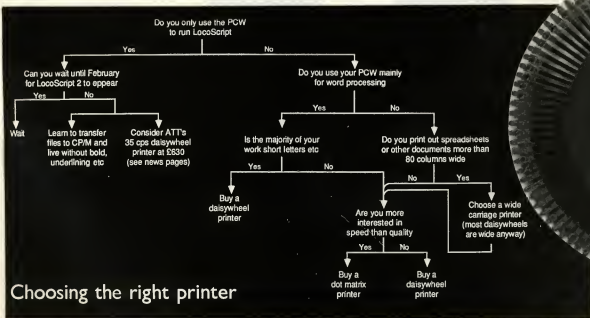 Do you only use the PCW
to run LocoScript
Yes
No
Can you wait until February
for LocoScript 2 to eppear
Yes
No
Wait
Learn to transfer
files to CP/M and
live without bold,
underlining etc
Consider ATT's
35 cps daisywheel
printer at £630
(see news pages)
Do you use your PCW mainly
for word processing
Yes
No
Is the majority of your
work short letters etc
Yes
No
Buy a
daisywheel
printer
Do you print out spreadsheets
or other documents more than
80 columns wide
No
Yes
Choose a wide
carriage printer
(most daisywheels
are wide anyway)
Are you more
interested in
speed than quality
Yes
No
Buy a
dot matrix
printer
Buy a
daisywheel
printer
Choosing the right printer